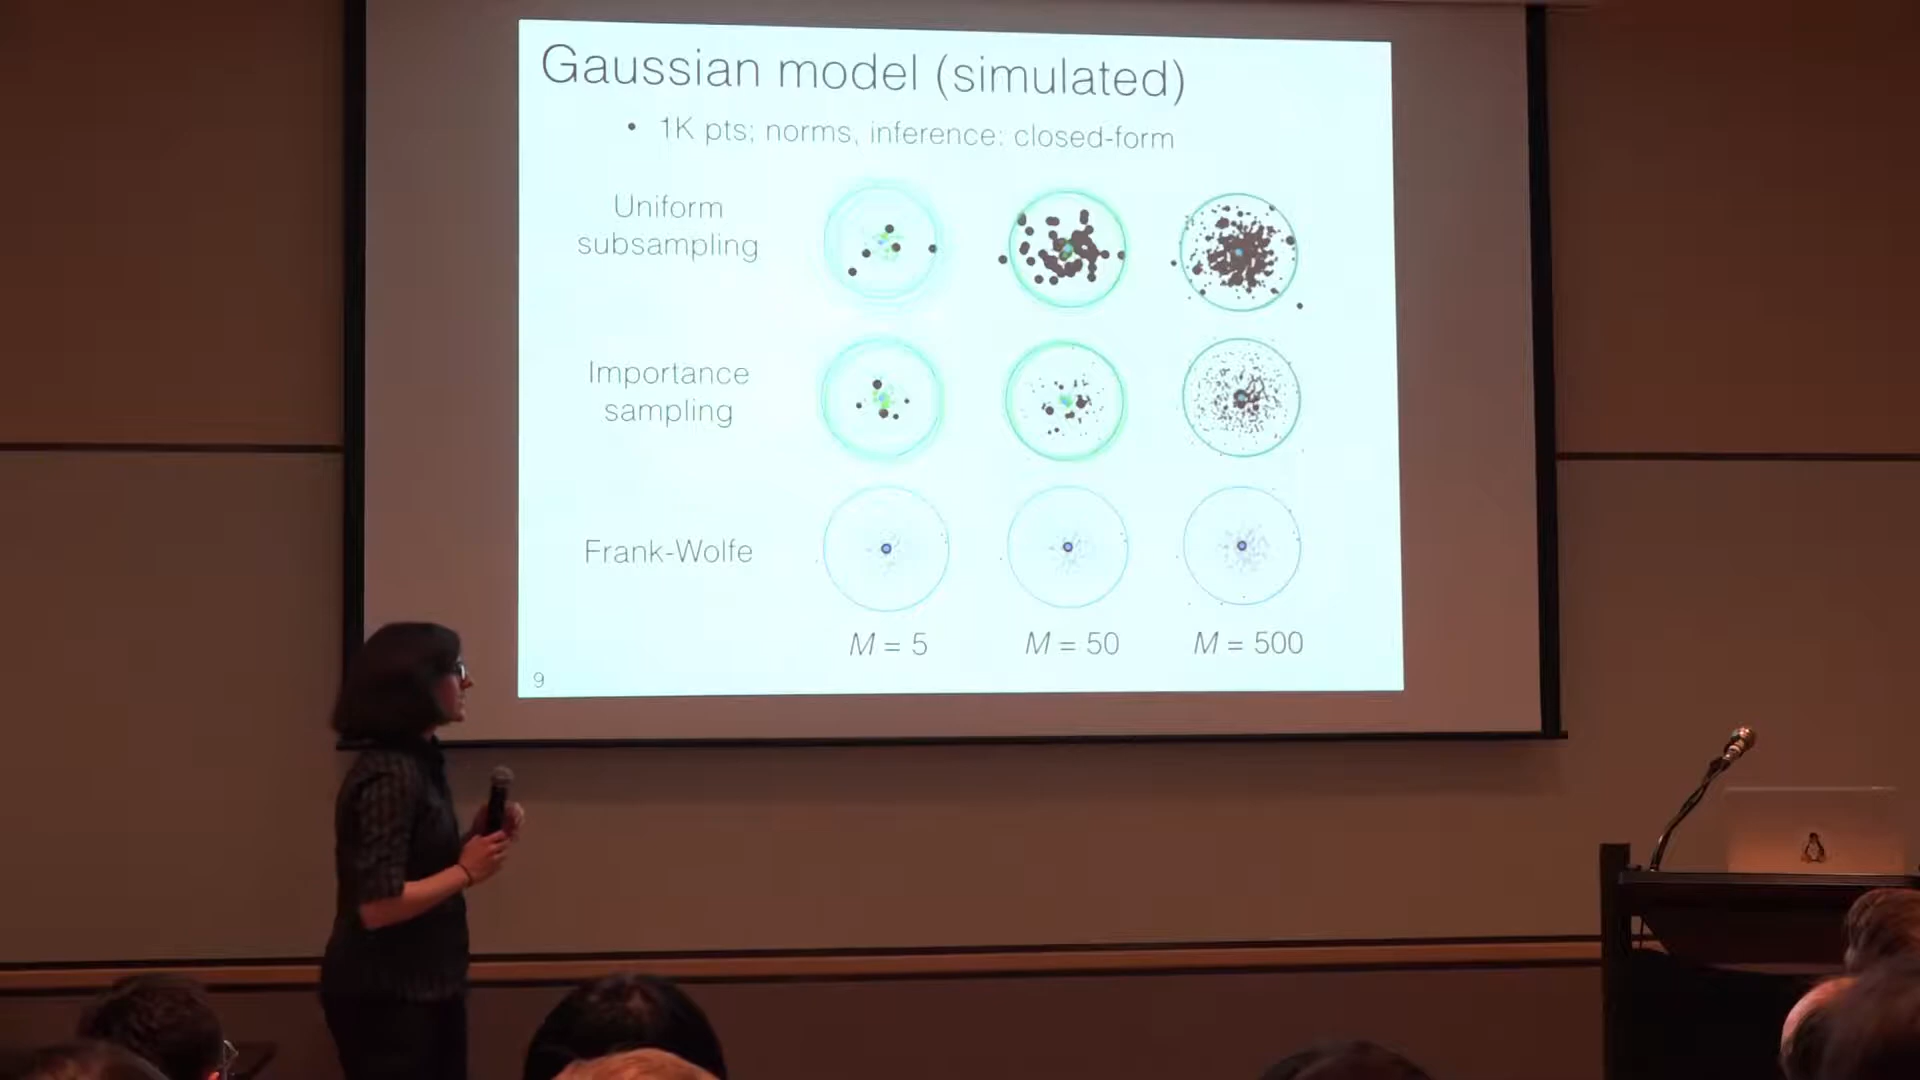 Gaussian model (simulated)
• 1K pts; norms, inference: closed-form
Uniform
subsampling
Importance
sampling
Frank-Wolfe
M = 5
M = 50
M = 500
9